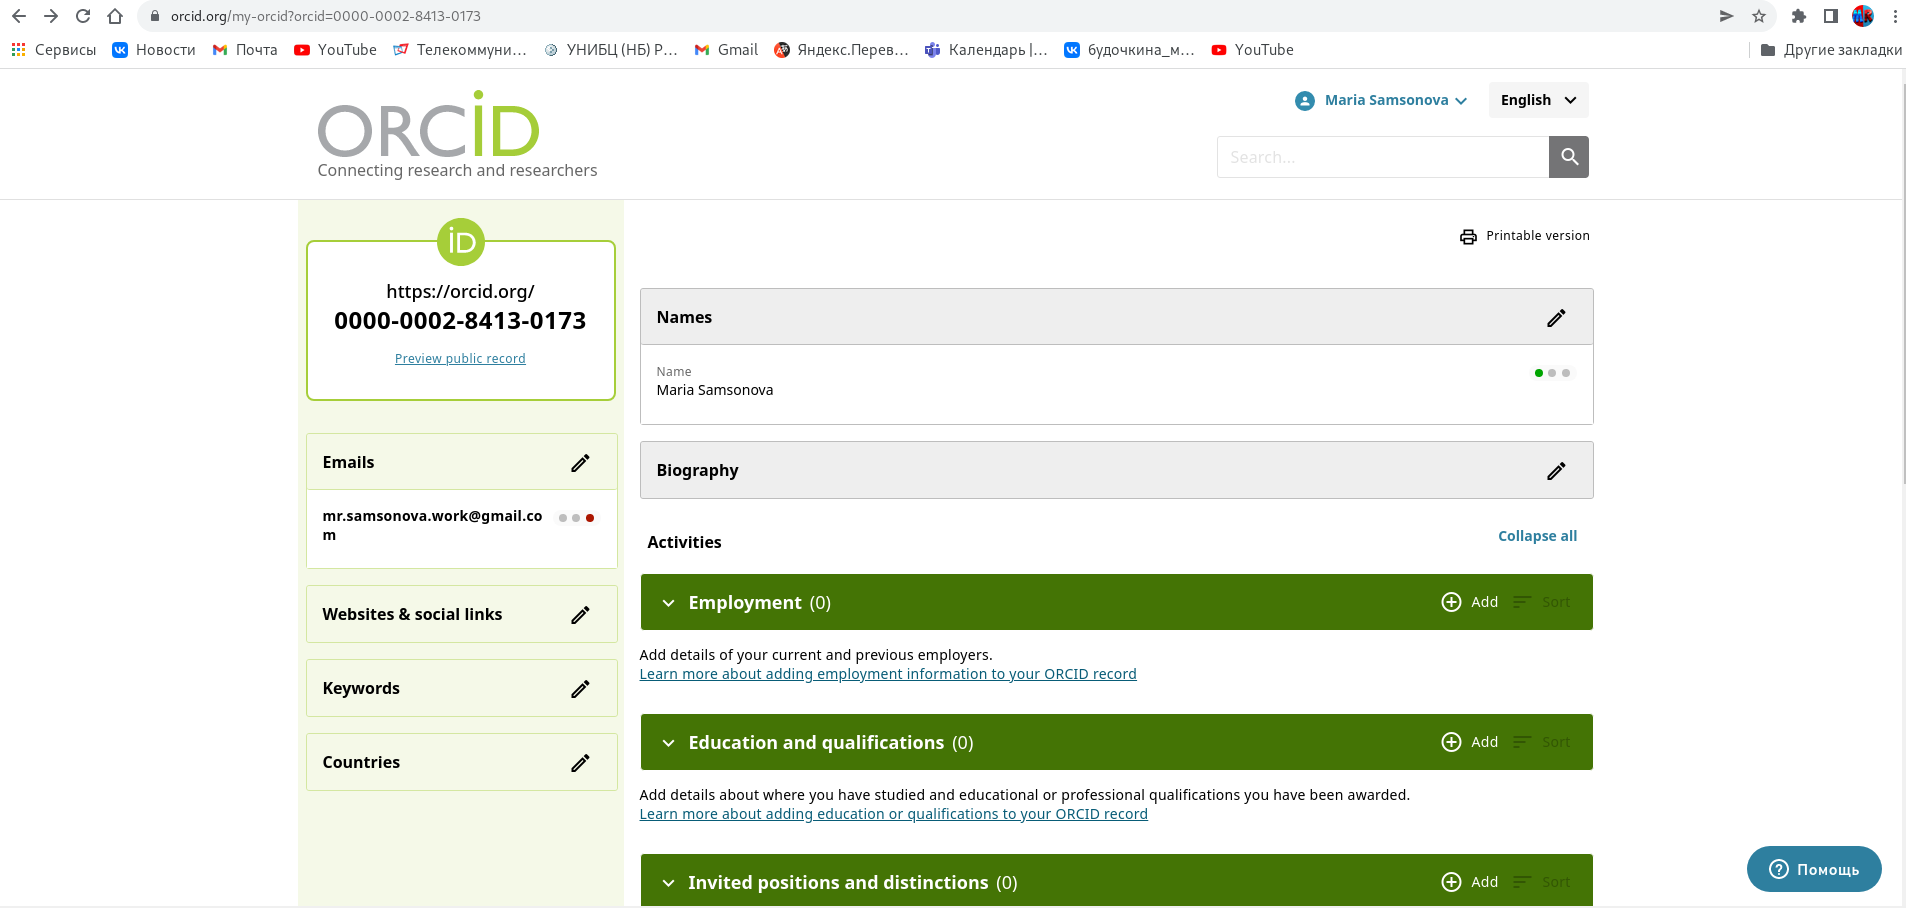 orcid.org/my-orcid?orcid=0000-0002-8413-0173
Сервисы
Новости
Почта
YouTube
Телекоммуни...
УНИБЦ (НБ) Р...
Gmail
Яндекс.Перев...
Календарь |...
будочкина_м...
YouTube
Другие закладки
ORCID
Connecting research and researchers
Maria Samsonova
English
Search...
iD
https://orcid.org/
0000-0002-8413-0173
Preview public record
Emails
mr.samsonova.work@gmail.co
m
Websites & social links
Keywords
Countries
Printable version
Names
Name
Maria Samsonova
Biography
Activities
Collapse all
Employment (0)
Add
Sort
Add details of your current and previous employers.
Learn more about adding employment information to your ORCID record
Education and qualifications (0)
Add
Sort
Add details about where you have studied and educational or professional qualifications you have been awarded.
Learn more about adding education or qualifications to your ORCID record
Invited positions and distinctions (0)
Add
Sort
Помощь